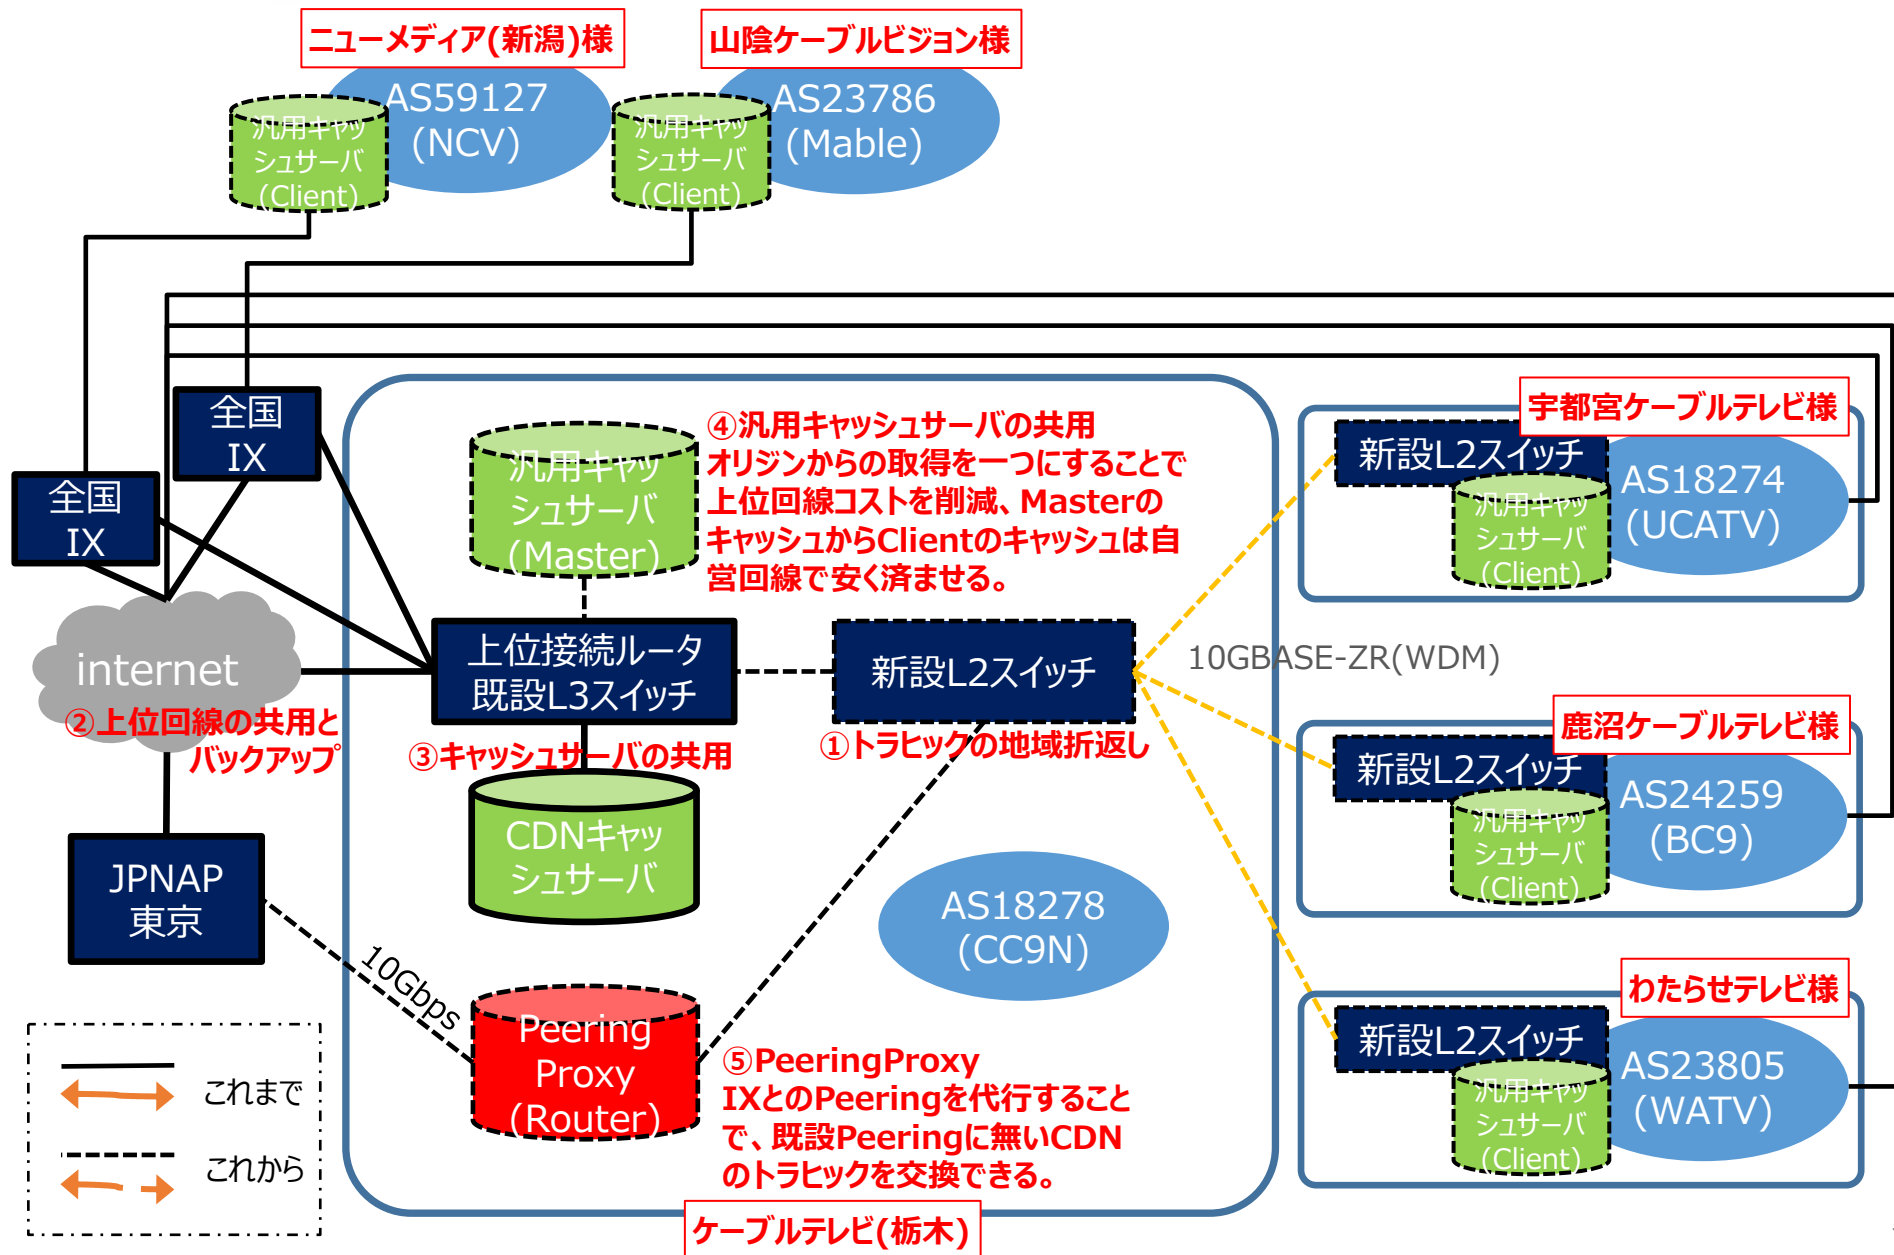 ニューメディア(新潟)様
山陰ケーブルビジョン様
AS59127
(NCV)
汎用キャッ
シュサーバ
(Client)
AS23786
(Mable)
汎用キャッ
シュサーバ
(Client)
全国
IX
全国
IX
internet
②上位回線の共用と
バックアップ
JPNAP
東京
10Gbps
これまで
これから
汎用キャッ
シュサーバ
(Master)
④汎用キャッシュサーバの共用
オリジンからの取得を一つにすることで
上位回線コストを削減、Masterの
キャッシュからClientのキャッシュは自
営回線で安く済ませる。
上位接続ルータ
既設L3スイッチ
新設L2スイッチ
③キャッシュサーバの共用
①トラヒックの地域折返し
CDNキャッ
シュサーバ
AS18278
(CC9N)
Peering
Proxy
(Router)
⑤PeeringProxy
IXとのPeeringを代行すること
で、既設Peeringに無いCDN
のトラヒックを交換できる。
ケーブルテレビ(栃木)
10GBASE-ZR(WDM)
宇都宮ケーブルテレビ様
新設L2スイッチ
汎用キャッ
シュサーバ
(Client)
AS18274
(UCATV)
鹿沼ケーブルテレビ様
新設L2スイッチ
汎用キャッ
シュサーバ
(Client)
AS24259
(BC9)
わたらせテレビ様
新設L2スイッチ
汎用キャッ
シュサーバ
(Client)
AS23805
(WATV)